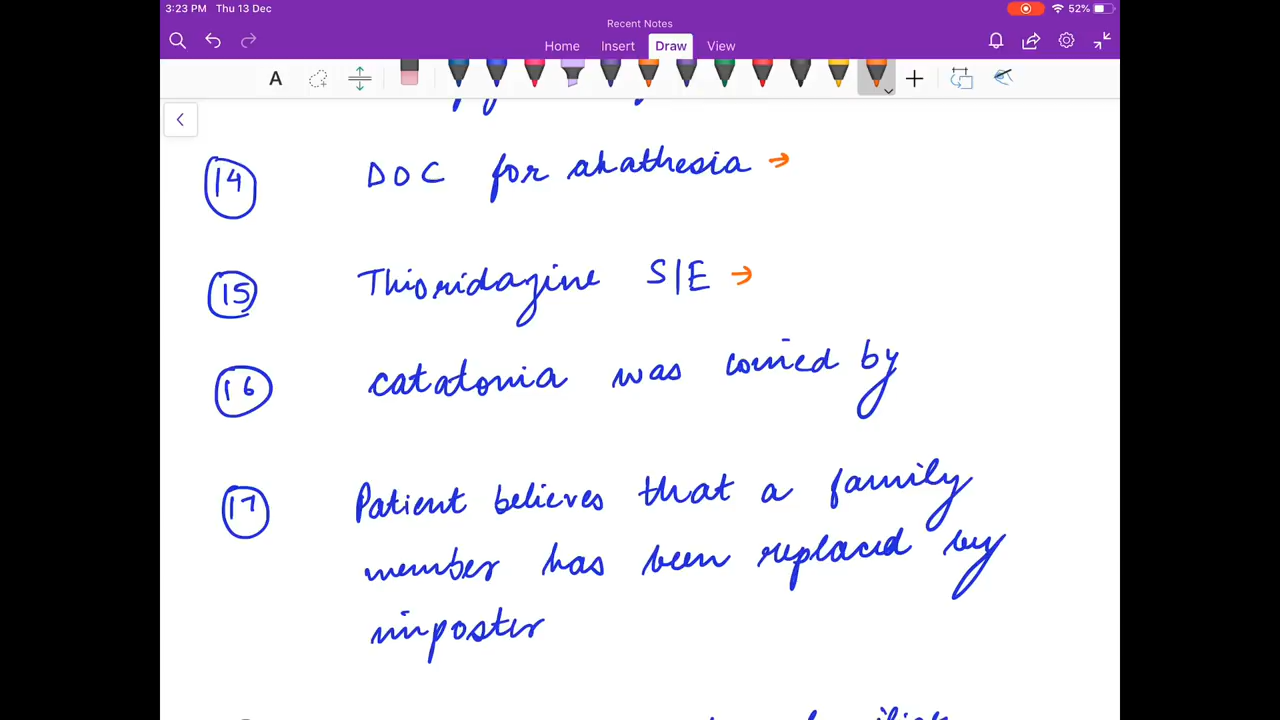 3:23 PM Thu 13 Dec
52%
Recent Notes
Home Insert Draw View
A
14 DOC for akathesia →
15 Thioridazine S/E →
16 catatonia was coined by
17 Patient believes that a family
member has been replaced by
imposter